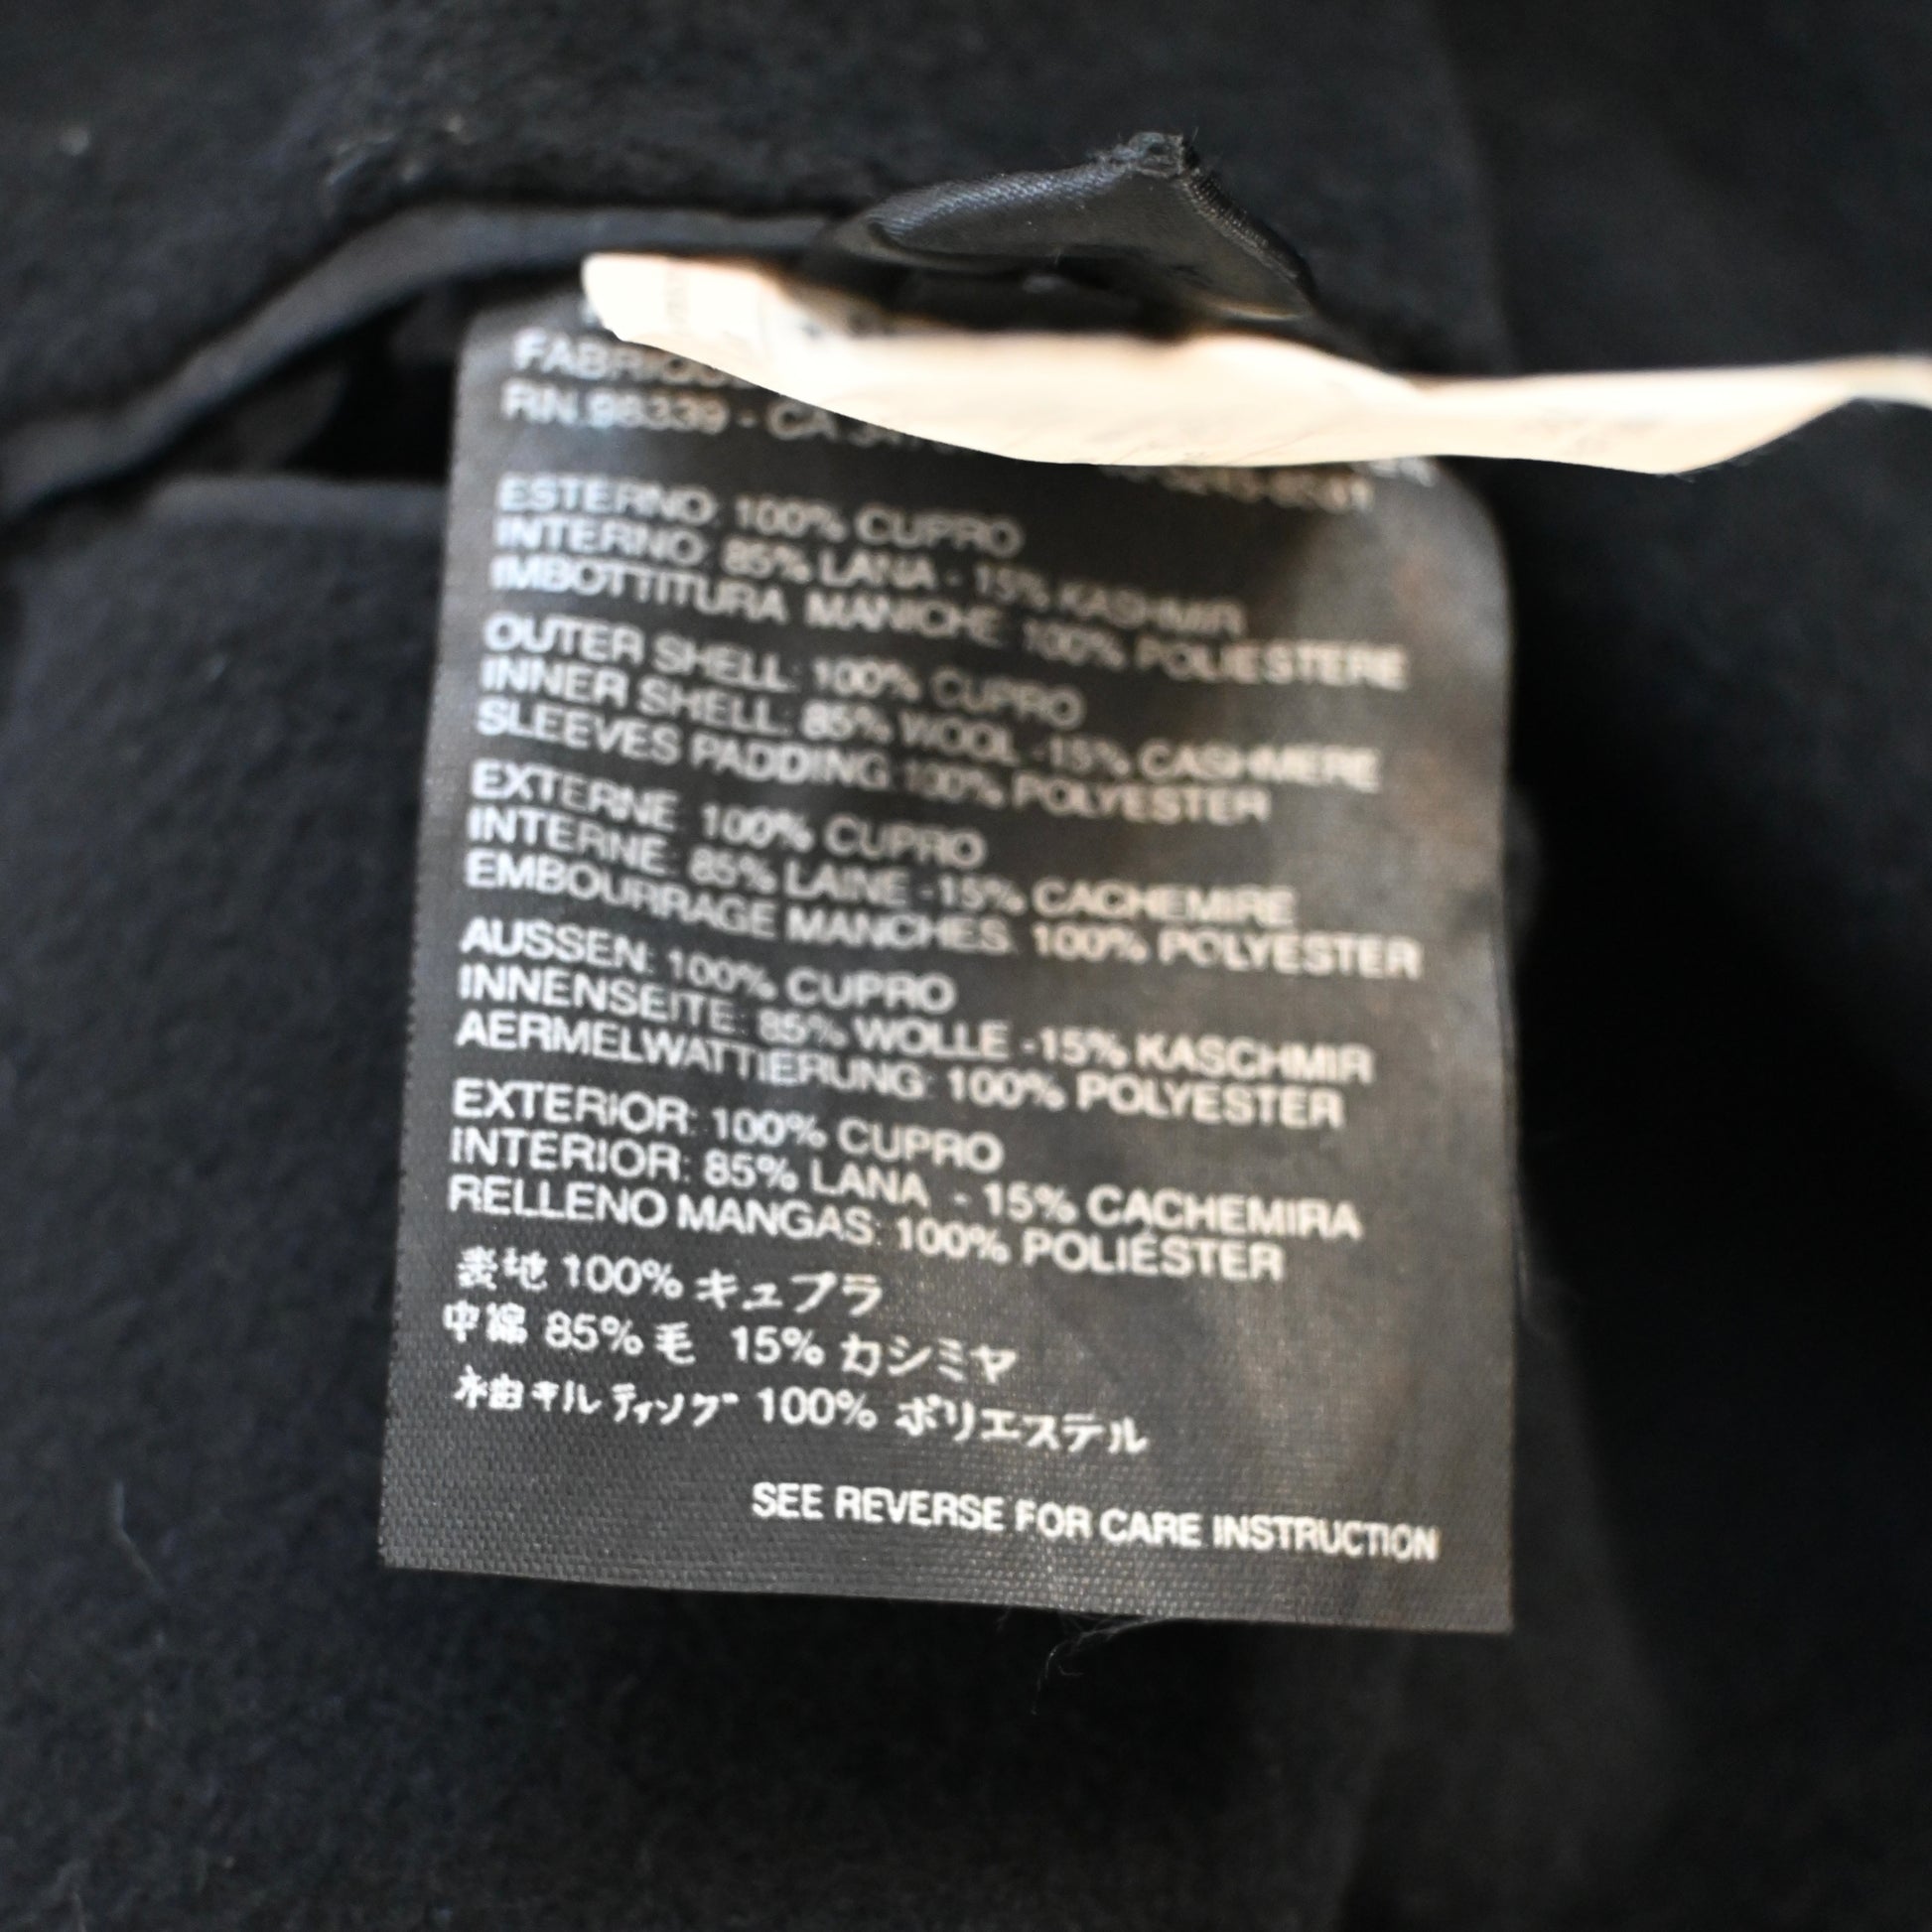 RN.98339 - CA
ESTERNO: 100% CUPRO
INTERNO: 85% LANA - 15% KASHMIR
IMBOTTITURA MANICHE: 100% POLIESTERE
OUTER SHELL: 100% CUPRO
INNER SHELL: 85% WOOL -15% CASHMERE
SLEEVES PADDING: 100% POLYESTER
EXTERNE: 100% CUPRO
INTERNE: 85% LAINE -15% CACHEMIRE
EMBOURRAGE MANCHES: 100% POLYESTER
AUSSEN: 100% CUPRO
INNENSEITE: 85% WOLLE -15% KASCHMIR
AERMELWATTIERUNG: 100% POLYESTER
EXTERIOR: 100% CUPRO
INTERIOR: 85% LANA - 15% CACHEMIRA
RELLENO MANGAS: 100% POLIÉSTER
表地 100% キュプラ
中綿 85% 毛 15% カシミヤ
キルティング 100% ポリエステル
SEE REVERSE FOR CARE INSTRUCTION